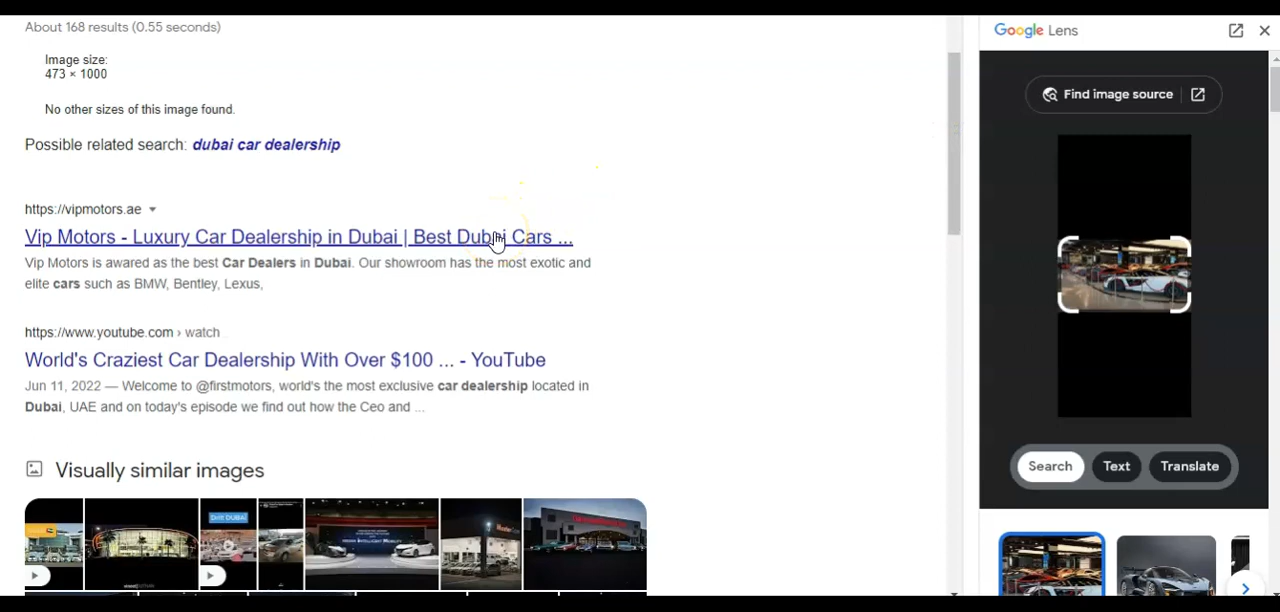 About 168 results (0.55 seconds)
Image size:
473 × 1000
No other sizes of this image found.
Possible related search: dubai car dealership
https://vipmotors.ae
Vip Motors - Luxury Car Dealership in Dubai | Best Dubai Cars ...
Vip Motors is awared as the best Car Dealers in Dubai. Our showroom has the most exotic and
elite cars such as BMW, Bentley, Lexus,
https://www.youtube.com › watch
World's Craziest Car Dealership With Over $100 ... - YouTube
Jun 11, 2022 — Welcome to @firstmotors, world's the most exclusive car dealership located in
Dubai, UAE and on today's episode we find out how the Ceo and ...
Visually similar images
Google Lens
Find image source
Search
Text
Translate